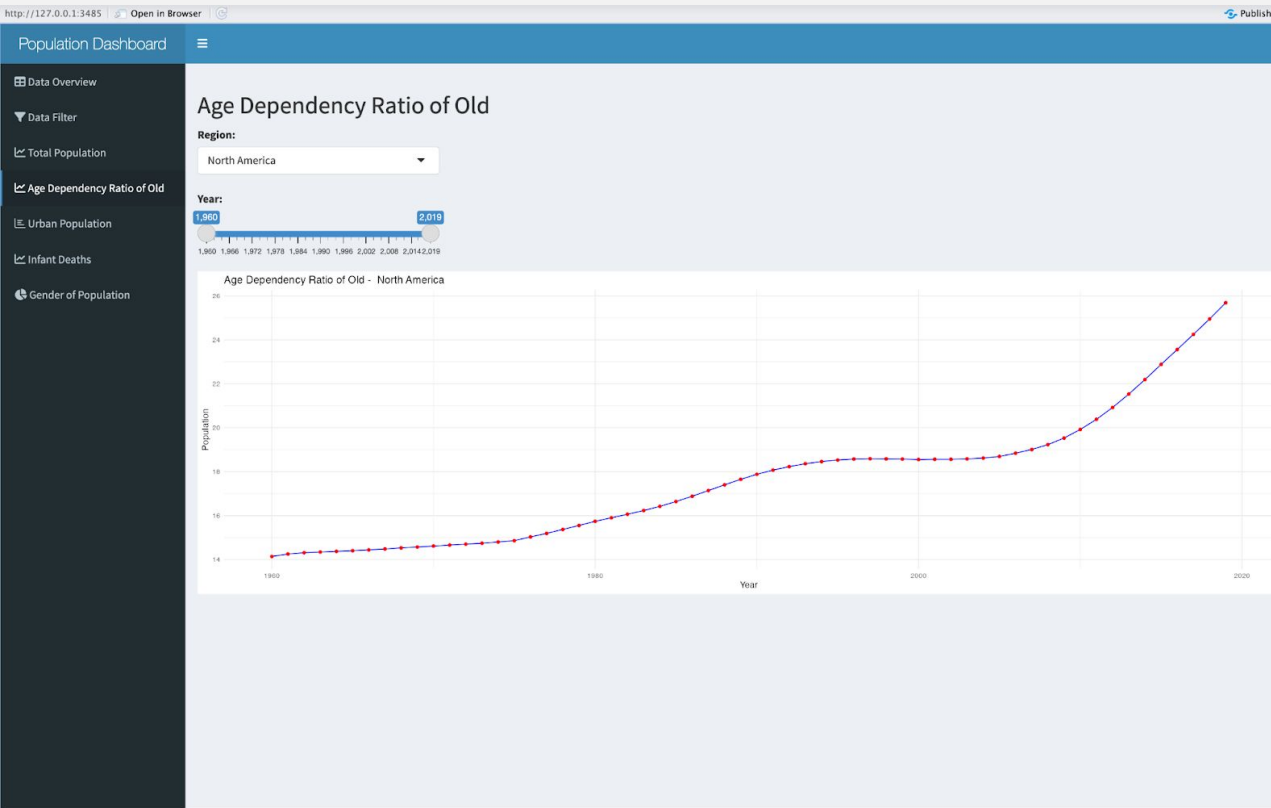 http://127.0.0.1:3485 Open in Browser Publish
Population Dashboard
Data Overview
Data Filter
Total Population
Age Dependency Ratio of Old
Urban Population
Infant Deaths
Gender of Population
Age Dependency Ratio of Old
Region:
North America
Year:
1,960 2,019
1,960 1,966 1,972 1,978 1,984 1,990 1,996 2,002 2,008 2,014 2,019
Age Dependency Ratio of Old - North America
26
24
22
20
18
16
14
Population
1960 1980 2000 2020
Year